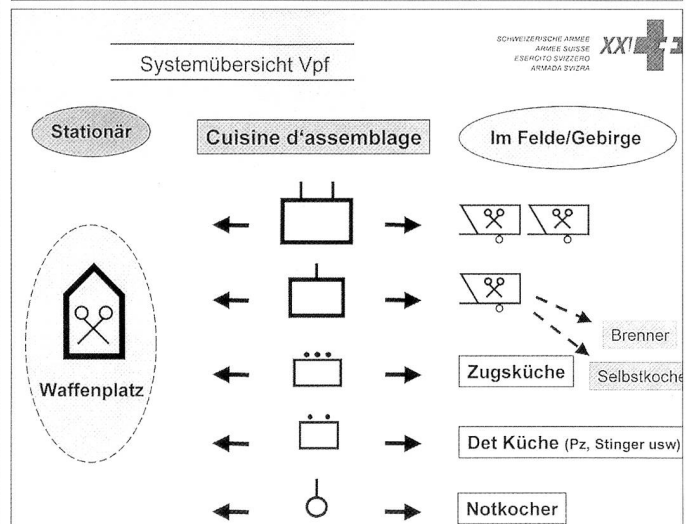 SCHWEIZERISCHE ARMEE
ARMEE SUISSE
ESERCITO SVIZZERO
ARMADA SVIZRA
XXI
Systemübersicht Vpf
Stationär
Cuisine d'assemblage
Im Felde/Gebirge
Waffenplatz
Brenner
Zugsküche
Selbstkoche
Det Küche (Pz, Stinger usw)
Notkocher